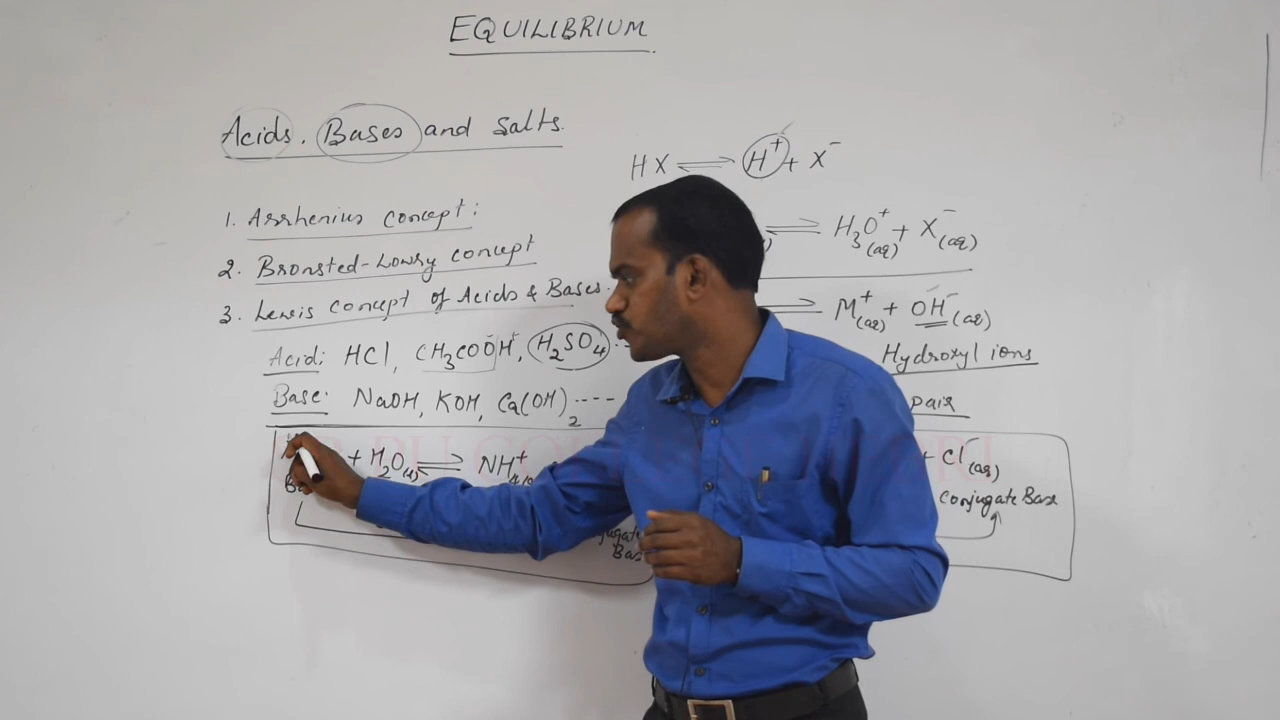 EQUILIBRIUM
Acids, Bases and Salts.
HX ⇌ H⁺ + X⁻
1. Arrhenius concept:
⇌ H₃O⁺(aq) + X⁻(aq)
2. Bronsted-Lowry concept
3. Lewis concept of Acids & Bases.
⇌ M⁺(aq) + OH⁻(aq)
Acid: HCl, CH₃COO⁻H⁺, H₂SO₄
Hydroxyl ions
Base: NaOH, KOH, Ca(OH)₂ ----
pair
+ H₂O ⇌ NH₄⁺
+ Cl⁻(aq)
Conjugate Base